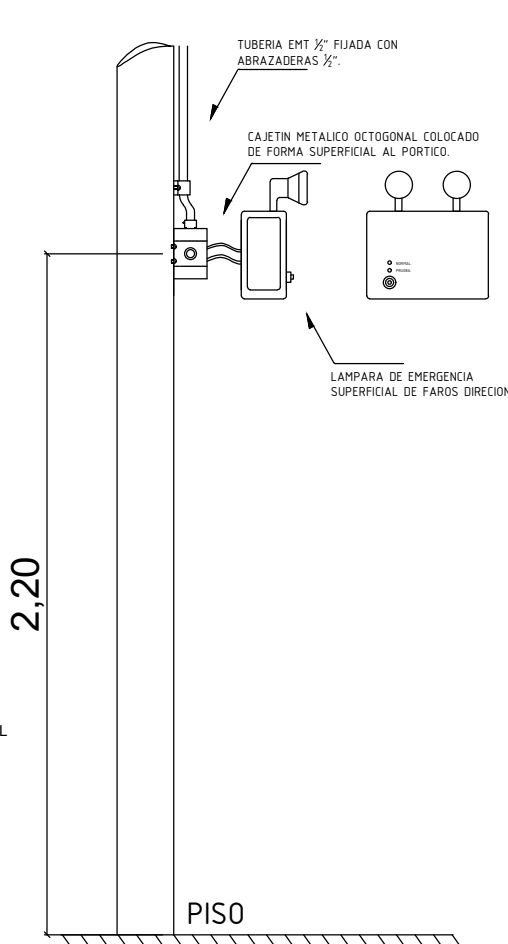 TUBERIA EMT ½" FIJADA CON
ABRAZADERAS ½".
CAJETIN METALICO OCTOGONAL COLOCADO
DE FORMA SUPERFICIAL AL PORTICO.
NORMAL
PRUEBA
LAMPARA DE EMERGENCIA
SUPERFICIAL DE FAROS DIRECION
2,20
L
PISO